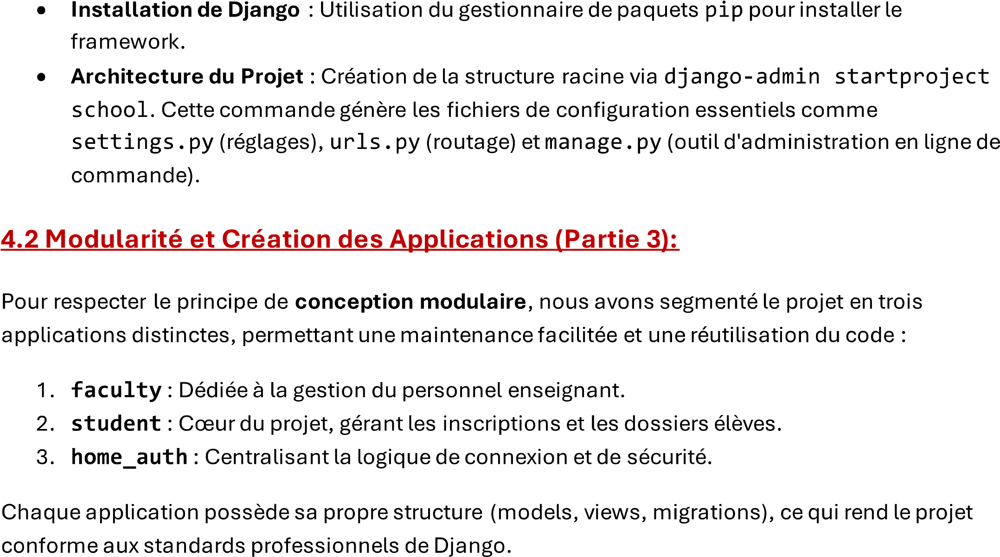 • Installation de Django : Utilisation du gestionnaire de paquets pip pour installer le
framework.
• Architecture du Projet : Création de la structure racine via django-admin startproject
school. Cette commande génère les fichiers de configuration essentiels comme
settings.py (réglages), urls.py (routage) et manage.py (outil d'administration en ligne de
commande).
4.2 Modularité et Création des Applications (Partie 3):
Pour respecter le principe de conception modulaire, nous avons segmenté le projet en trois
applications distinctes, permettant une maintenance facilitée et une réutilisation du code :
1. faculty : Dédiée à la gestion du personnel enseignant.
2. student : Cœur du projet, gérant les inscriptions et les dossiers élèves.
3. home_auth : Centralisant la logique de connexion et de sécurité.
Chaque application possède sa propre structure (models, views, migrations), ce qui rend le projet
conforme aux standards professionnels de Django.